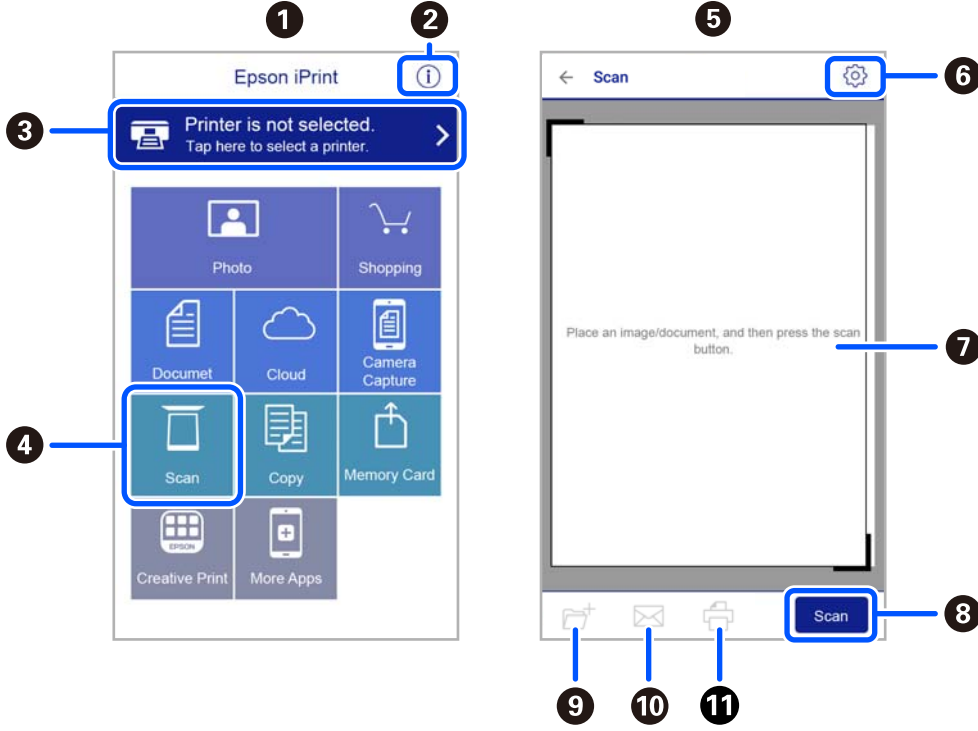 1
2
5
Epson iPrint
i
Scan
6
3
Printer is not selected.
Tap here to select a printer.
Photo
Shopping
Place an image/document, and then press the scan
button.
7
Documet
Cloud
Camera
Capture
4
Scan
Copy
Memory Card
EPSON
Creative Print
More Apps
Scan
8
9
10
11